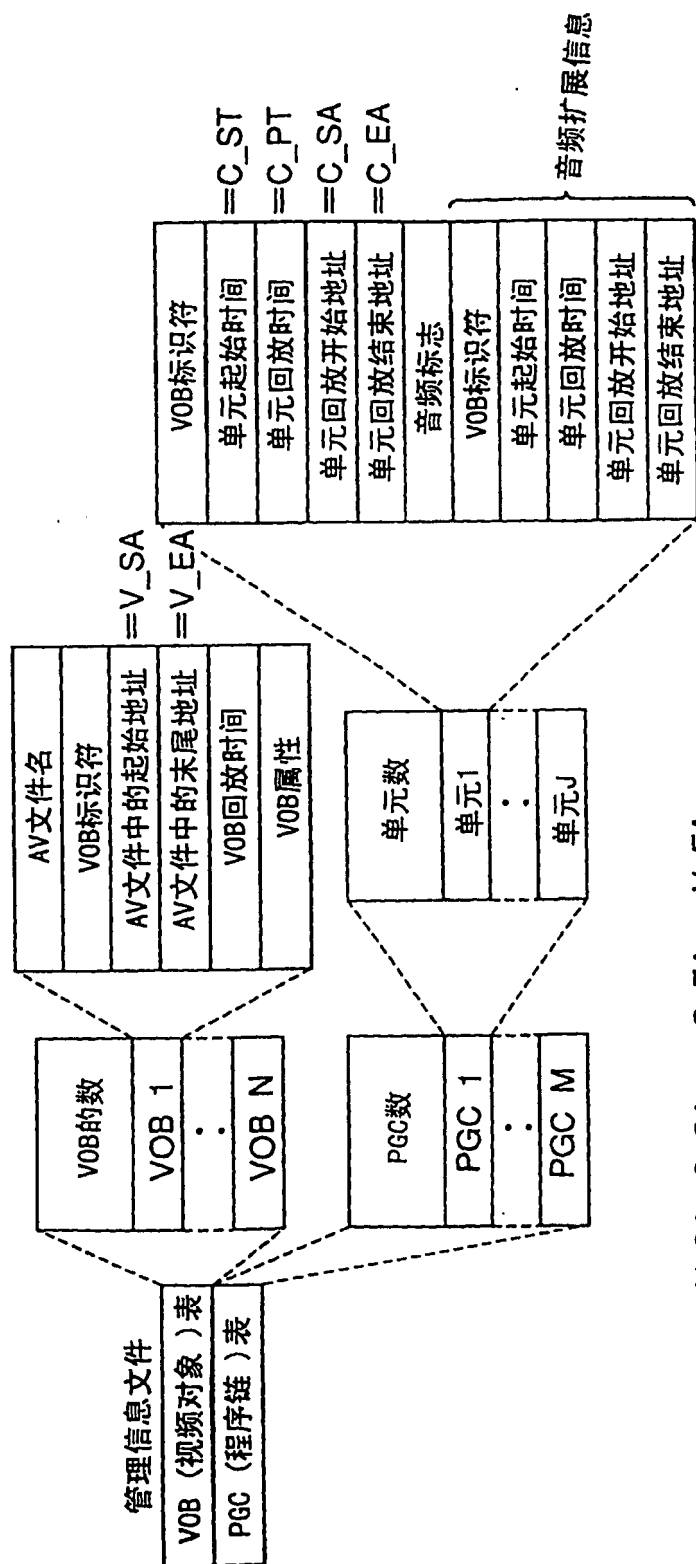 管理信息文件
VOB (视频对象)表
PGC (程序链)表
VOB的数
VOB 1
VOB N
AV文件名
VOB标识符
AV文件中的起始地址
=V_SA
AV文件中的末尾地址
=V_EA
VOB回放时间
VOB属性
PGC数
PGC 1
PGC M
单元数
单元1
单元J
VOB标识符
单元起始时间
=C_ST
单元回放时间
=C_PT
单元回放开始地址
=C_SA
单元回放结束地址
=C_EA
音频标志
VOB标识符
单元起始时间
单元回放时间
单元回放开始地址
单元回放结束地址
音频扩展信息